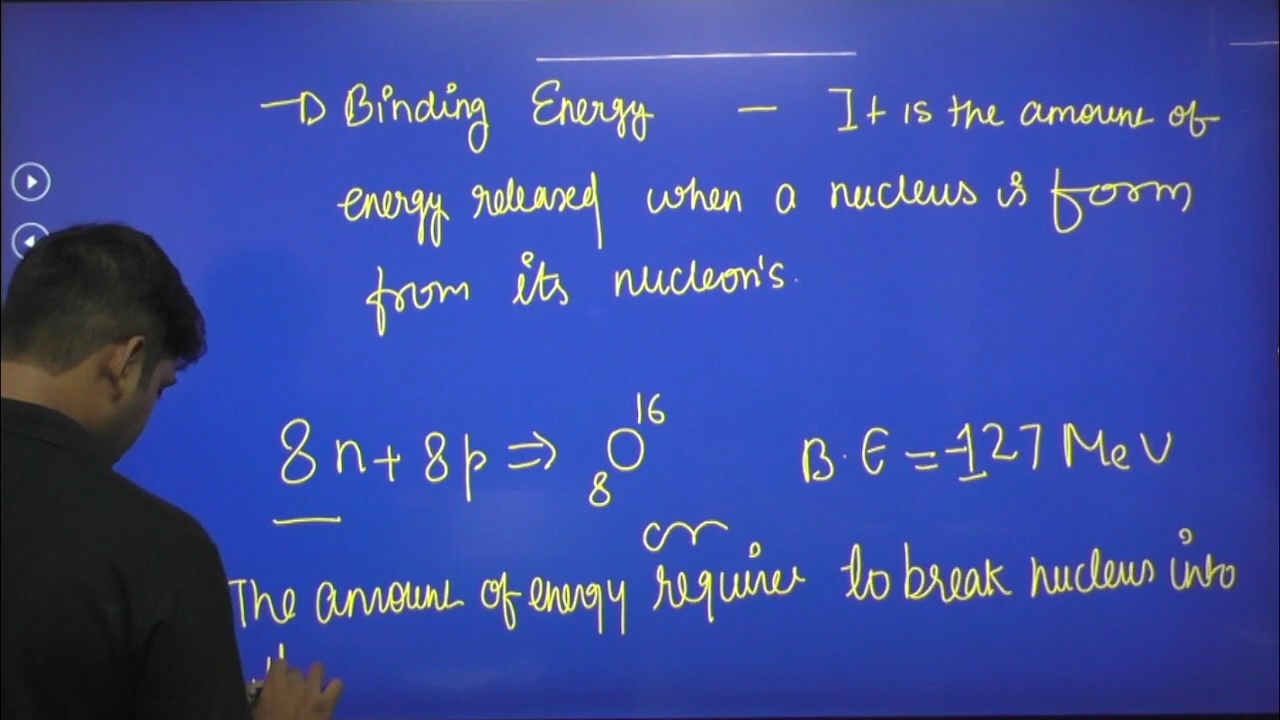 → Binding Energy – It is the amount of
energy released when a nucleus is form
from its nucleon's.
8n + 8p ⇒ ₈O¹⁶ B.E = -127 MeV
or
The amount of energy require to break nucleus into